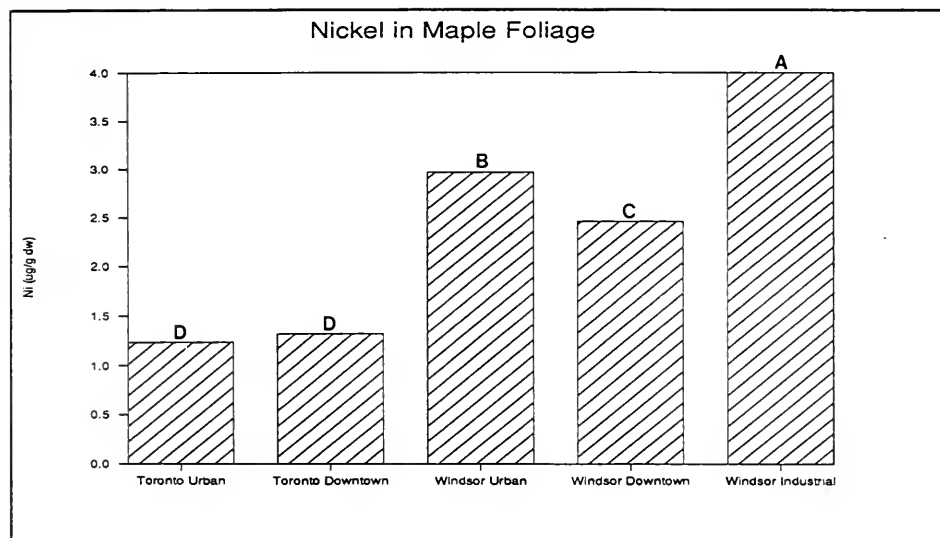 Nickel in Maple Foliage
Ni (ug/g dw)
4.0
3.5
3.0
2.5
2.0
1.5
1.0
0.5
0.0
D
D
B
C
A
Toronto Urban
Toronto Downtown
Windsor Urban
Windsor Downtown
Windsor Industrial